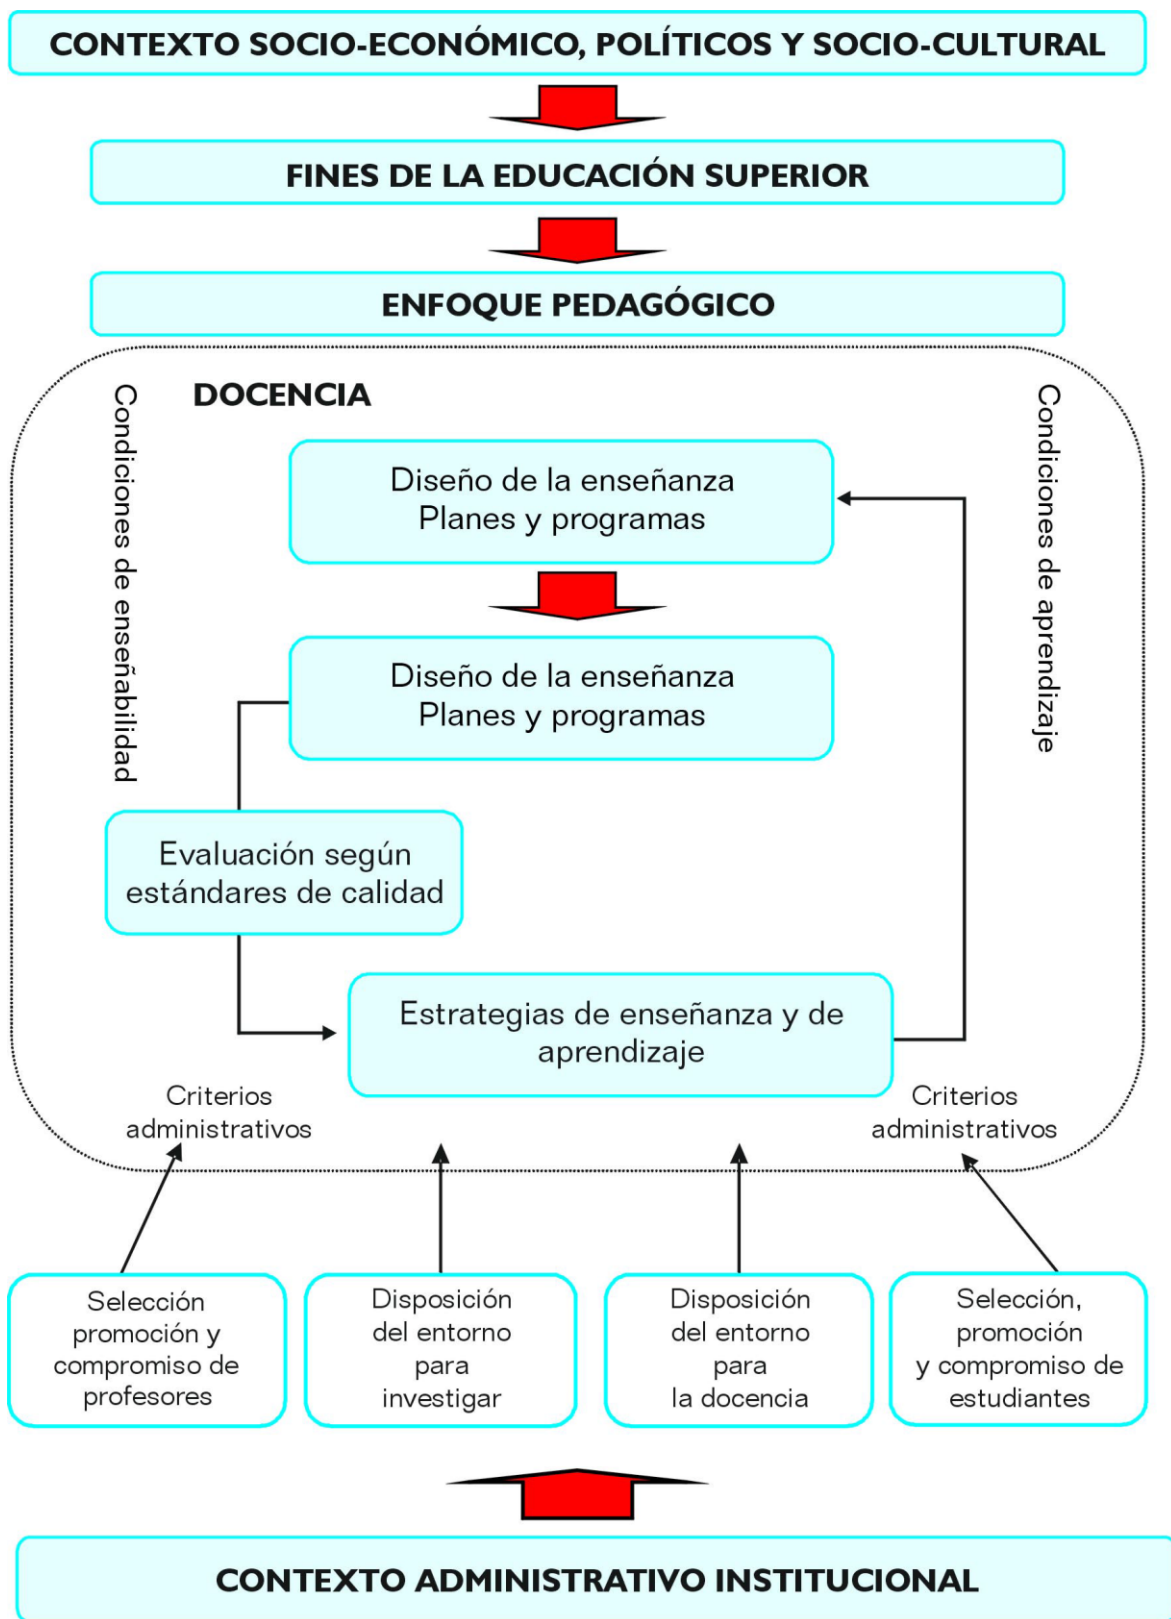 CONTEXTO SOCIO-ECONÓMICO, POLÍTICOS Y SOCIO-CULTURAL
FINES DE LA EDUCACIÓN SUPERIOR
ENFOQUE PEDAGÓGICO
DOCENCIA
Condiciones de enseñabilidad
Condiciones de aprendizaje
Diseño de la enseñanza
Planes y programas
Diseño de la enseñanza
Planes y programas
Evaluación según
estándares de calidad
Estrategias de enseñanza y de
aprendizaje
Criterios
administrativos
Criterios
administrativos
Selección
promoción y
compromiso de
profesores
Disposición
del entorno
para
investigar
Disposición
del entorno
para
la docencia
Selección,
promoción
y compromiso de
estudiantes
CONTEXTO ADMINISTRATIVO INSTITUCIONAL